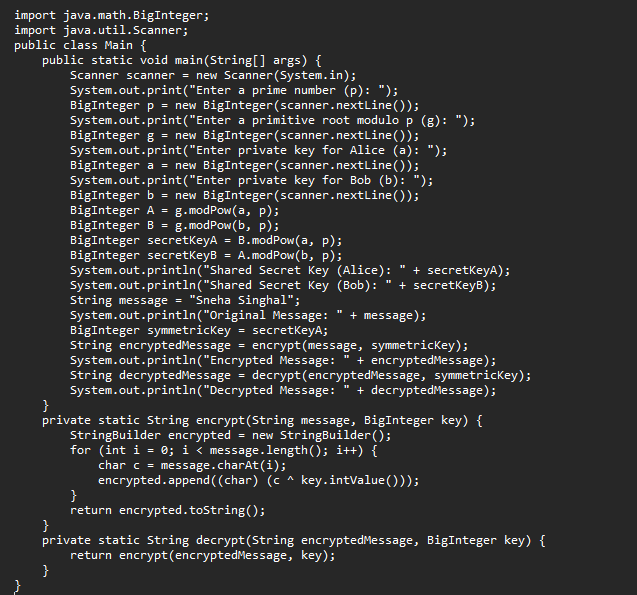 import java.math.BigInteger;
import java.util.Scanner;
public class Main {
    public static void main(String[] args) {
        Scanner scanner = new Scanner(System.in);
        System.out.print("Enter a prime number (p): ");
        BigInteger p = new BigInteger(scanner.nextLine());
        System.out.print("Enter a primitive root modulo p (g): ");
        BigInteger g = new BigInteger(scanner.nextLine());
        System.out.print("Enter private key for Alice (a): ");
        BigInteger a = new BigInteger(scanner.nextLine());
        System.out.print("Enter private key for Bob (b): ");
        BigInteger b = new BigInteger(scanner.nextLine());
        BigInteger A = g.modPow(a, p);
        BigInteger B = g.modPow(b, p);
        BigInteger secretKeyA = B.modPow(a, p);
        BigInteger secretKeyB = A.modPow(b, p);
        System.out.println("Shared Secret Key (Alice): " + secretKeyA);
        System.out.println("Shared Secret Key (Bob): " + secretKeyB);
        String message = "Sneha Singhal";
        System.out.println("Original Message: " + message);
        BigInteger symmetricKey = secretKeyA;
        String encryptedMessage = encrypt(message, symmetricKey);
        System.out.println("Encrypted Message: " + encryptedMessage);
        String decryptedMessage = decrypt(encryptedMessage, symmetricKey);
        System.out.println("Decrypted Message: " + decryptedMessage);
    }
    private static String encrypt(String message, BigInteger key) {
        StringBuilder encrypted = new StringBuilder();
        for (int i = 0; i < message.length(); i++) {
            char c = message.charAt(i);
            encrypted.append((char) (c ^ key.intValue()));
        }
        return encrypted.toString();
    }
    private static String decrypt(String encryptedMessage, BigInteger key) {
        return encrypt(encryptedMessage, key);
    }
}